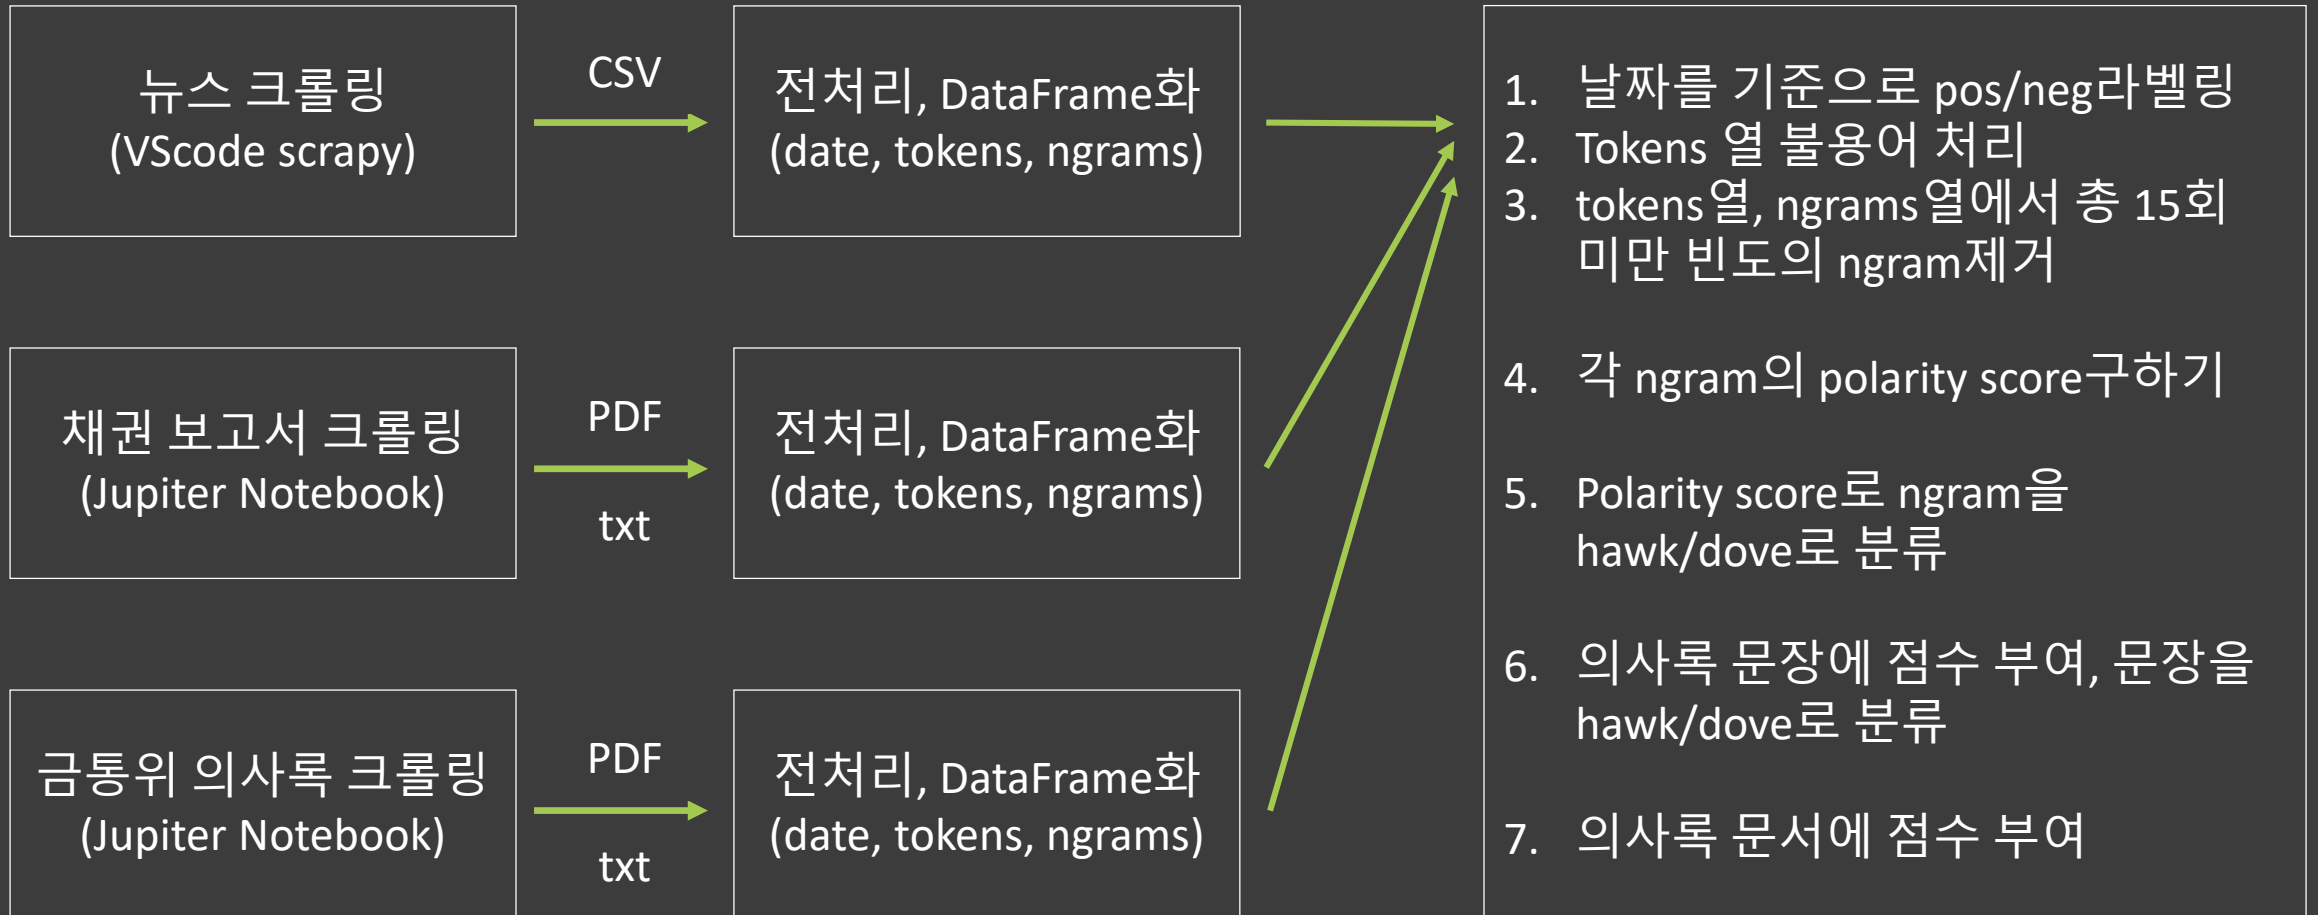 뉴스 크롤링
(VScode scrapy)
CSV
전처리, DataFrame화
(date, tokens, ngrams)
채권 보고서 크롤링
(Jupiter Notebook)
PDF
txt
전처리, DataFrame화
(date, tokens, ngrams)
금통위 의사록 크롤링
(Jupiter Notebook)
PDF
txt
전처리, DataFrame화
(date, tokens, ngrams)
1. 날짜를 기준으로 pos/neg라벨링
2. Tokens 열 불용어 처리
3. tokens열, ngrams열에서 총 15회
미만 빈도의 ngram제거
4. 각 ngram의 polarity score구하기
5. Polarity score로 ngram을
hawk/dove로 분류
6. 의사록 문장에 점수 부여, 문장을
hawk/dove로 분류
7. 의사록 문서에 점수 부여